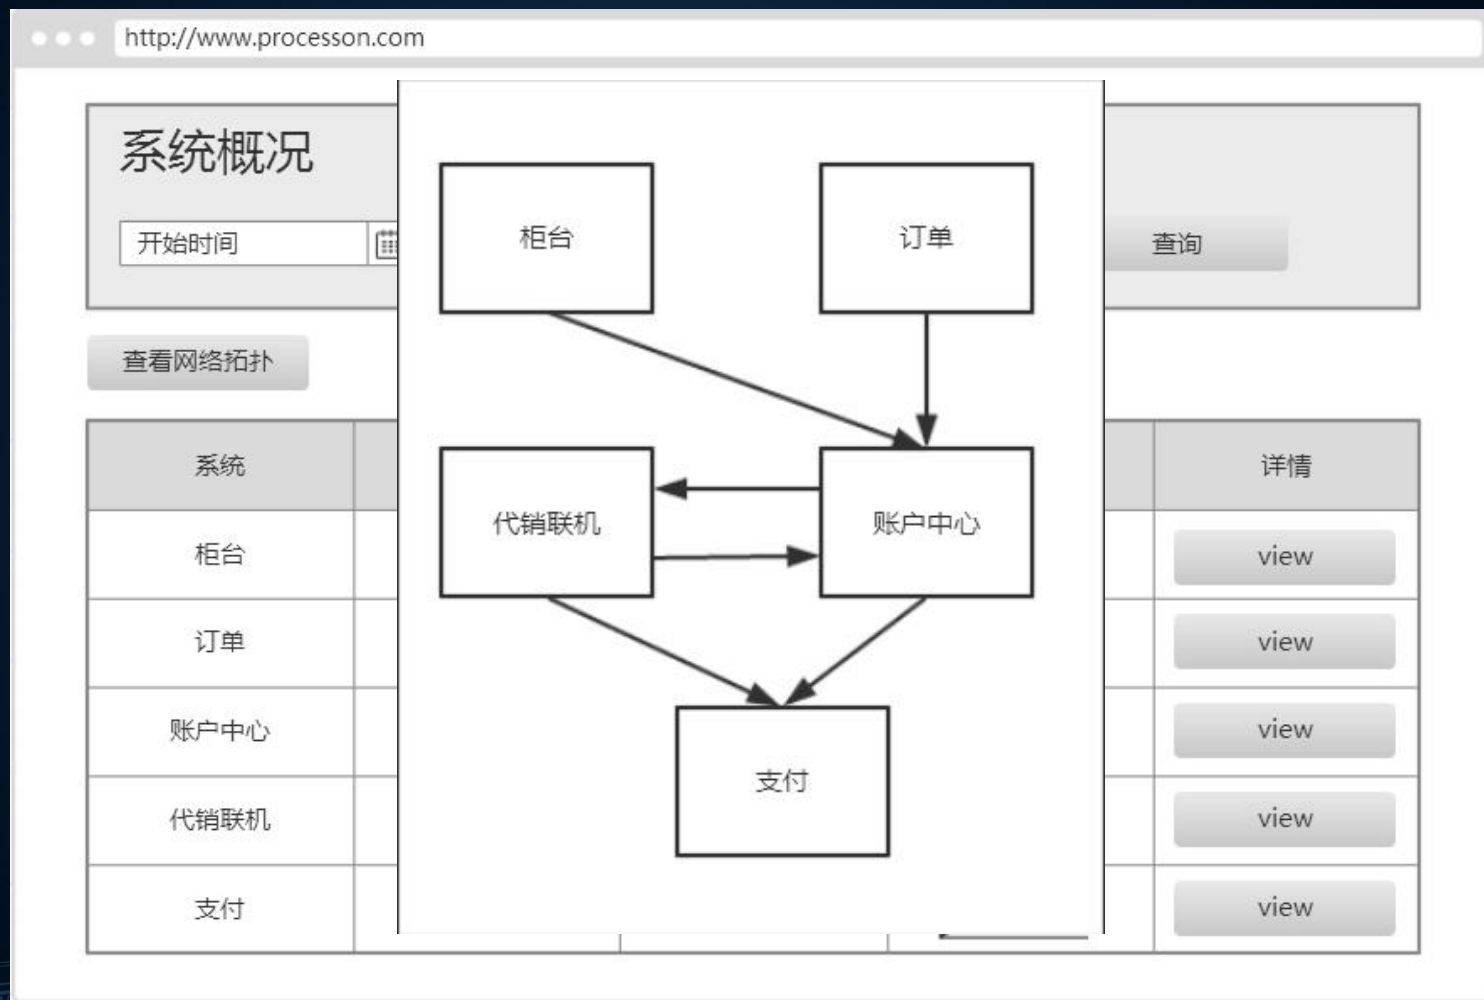 http://www.processon.com
系统概况
开始时间
查询
查看网络拓扑
柜台
订单
代销联机
账户中心
支付
系统
详情
柜台
view
订单
view
账户中心
view
代销联机
view
支付
view